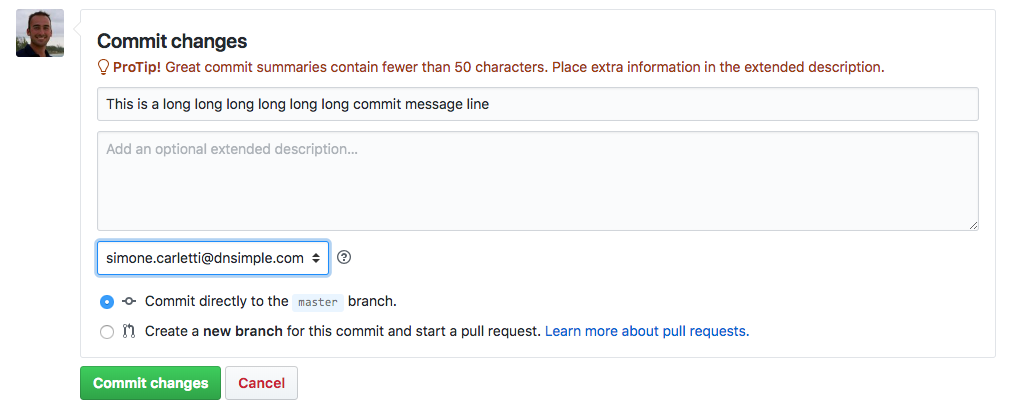 Commit changes
ProTip! Great commit summaries contain fewer than 50 characters. Place extra information in the extended description.
This is a long long long long long long commit message line
Add an optional extended description...
simone.carletti@dnsimple.com
Commit directly to the master branch.
Create a new branch for this commit and start a pull request. Learn more about pull requests.
Commit changes Cancel